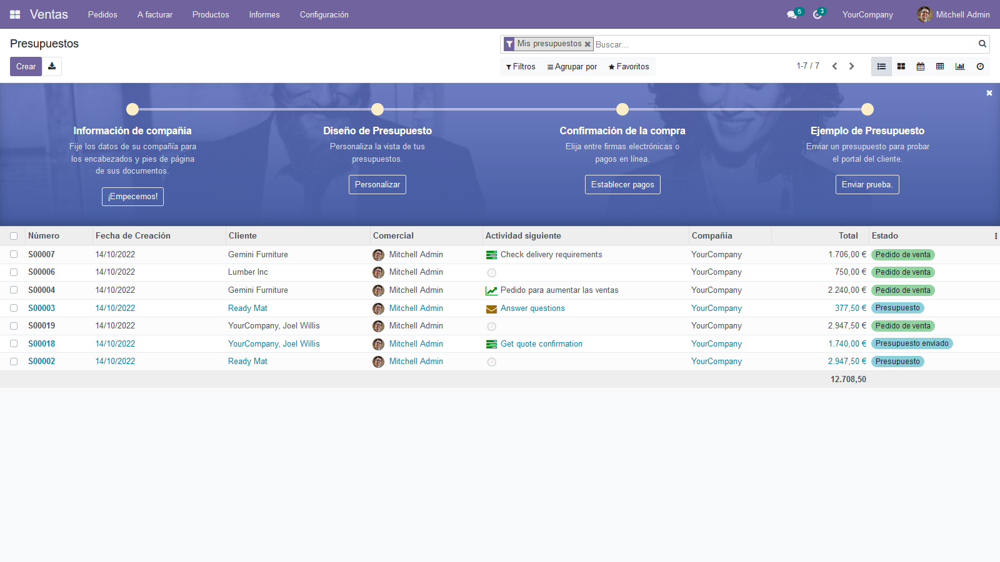 Ventas Pedidos A facturar Productos Informes Configuración 5 3 YourCompany Mitchell Admin
Presupuestos
Mis presupuestos Buscar...
Crear
Filtros Agrupar por Favoritos 1-7 / 7
Información de compañía
Fije los datos de su compañía para
los encabezados y pies de página
de sus documentos.
¡Empecemos!
Diseño de Presupuesto
Personaliza la vista de tus
presupuestos.
Personalizar
Confirmación de la compra
Elija entre firmas electrónicas o
pagos en línea.
Establecer pagos
Ejemplo de Presupuesto
Enviar un presupuesto para probar
el portal del cliente.
Enviar prueba.
Número Fecha de Creación Cliente Comercial Actividad siguiente Compañía Total Estado
S00007 14/10/2022 Gemini Furniture Mitchell Admin Check delivery requirements YourCompany 1.706,00 € Pedido de venta
S00006 14/10/2022 Lumber Inc Mitchell Admin YourCompany 750,00 € Pedido de venta
S00004 14/10/2022 Gemini Furniture Mitchell Admin Pedido para aumentar las ventas YourCompany 2.240,00 € Pedido de venta
S00003 14/10/2022 Ready Mat Mitchell Admin Answer questions YourCompany 377,50 € Presupuesto
S00019 14/10/2022 YourCompany, Joel Willis Mitchell Admin YourCompany 2.947,50 € Pedido de venta
S00018 14/10/2022 YourCompany, Joel Willis Mitchell Admin Get quote confirmation YourCompany 1.740,00 € Presupuesto enviado
S00002 14/10/2022 Ready Mat Mitchell Admin YourCompany 2.947,50 € Presupuesto
12.708,50